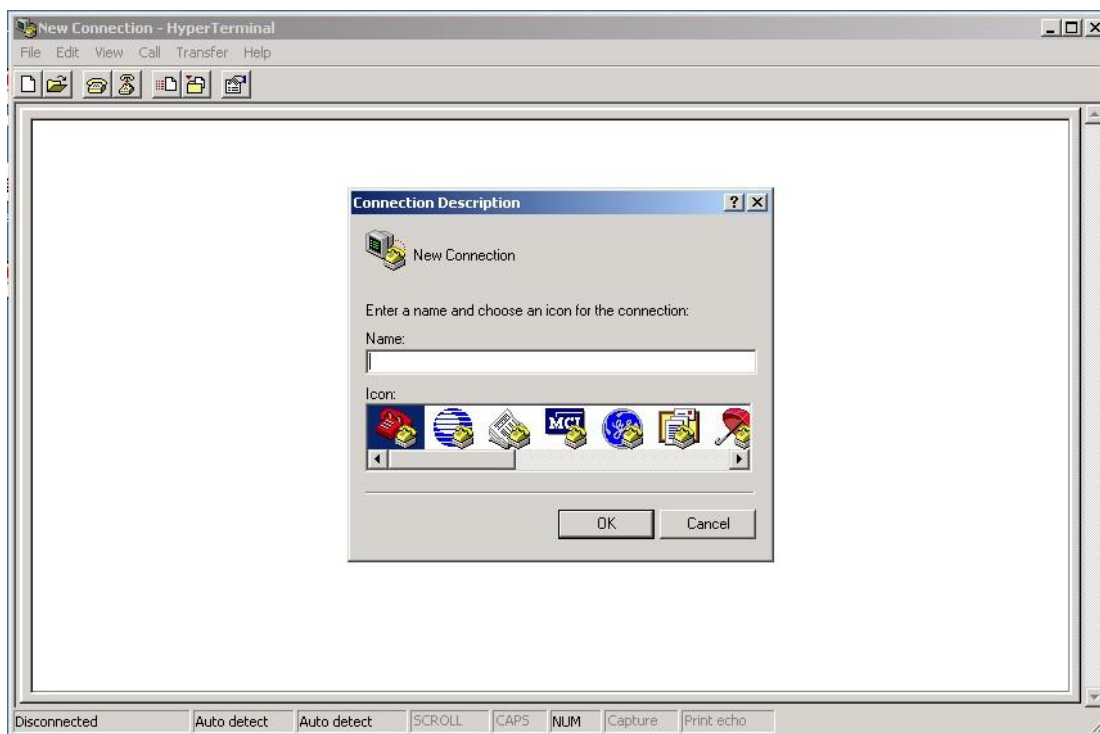 New Connection - HyperTerminal
File Edit View Call Transfer Help
Connection Description
New Connection
Enter a name and choose an icon for the connection:
Name:
Icon:
MCI
OK Cancel
Disconnected Auto detect Auto detect SCROLL CAPS NUM Capture Print echo